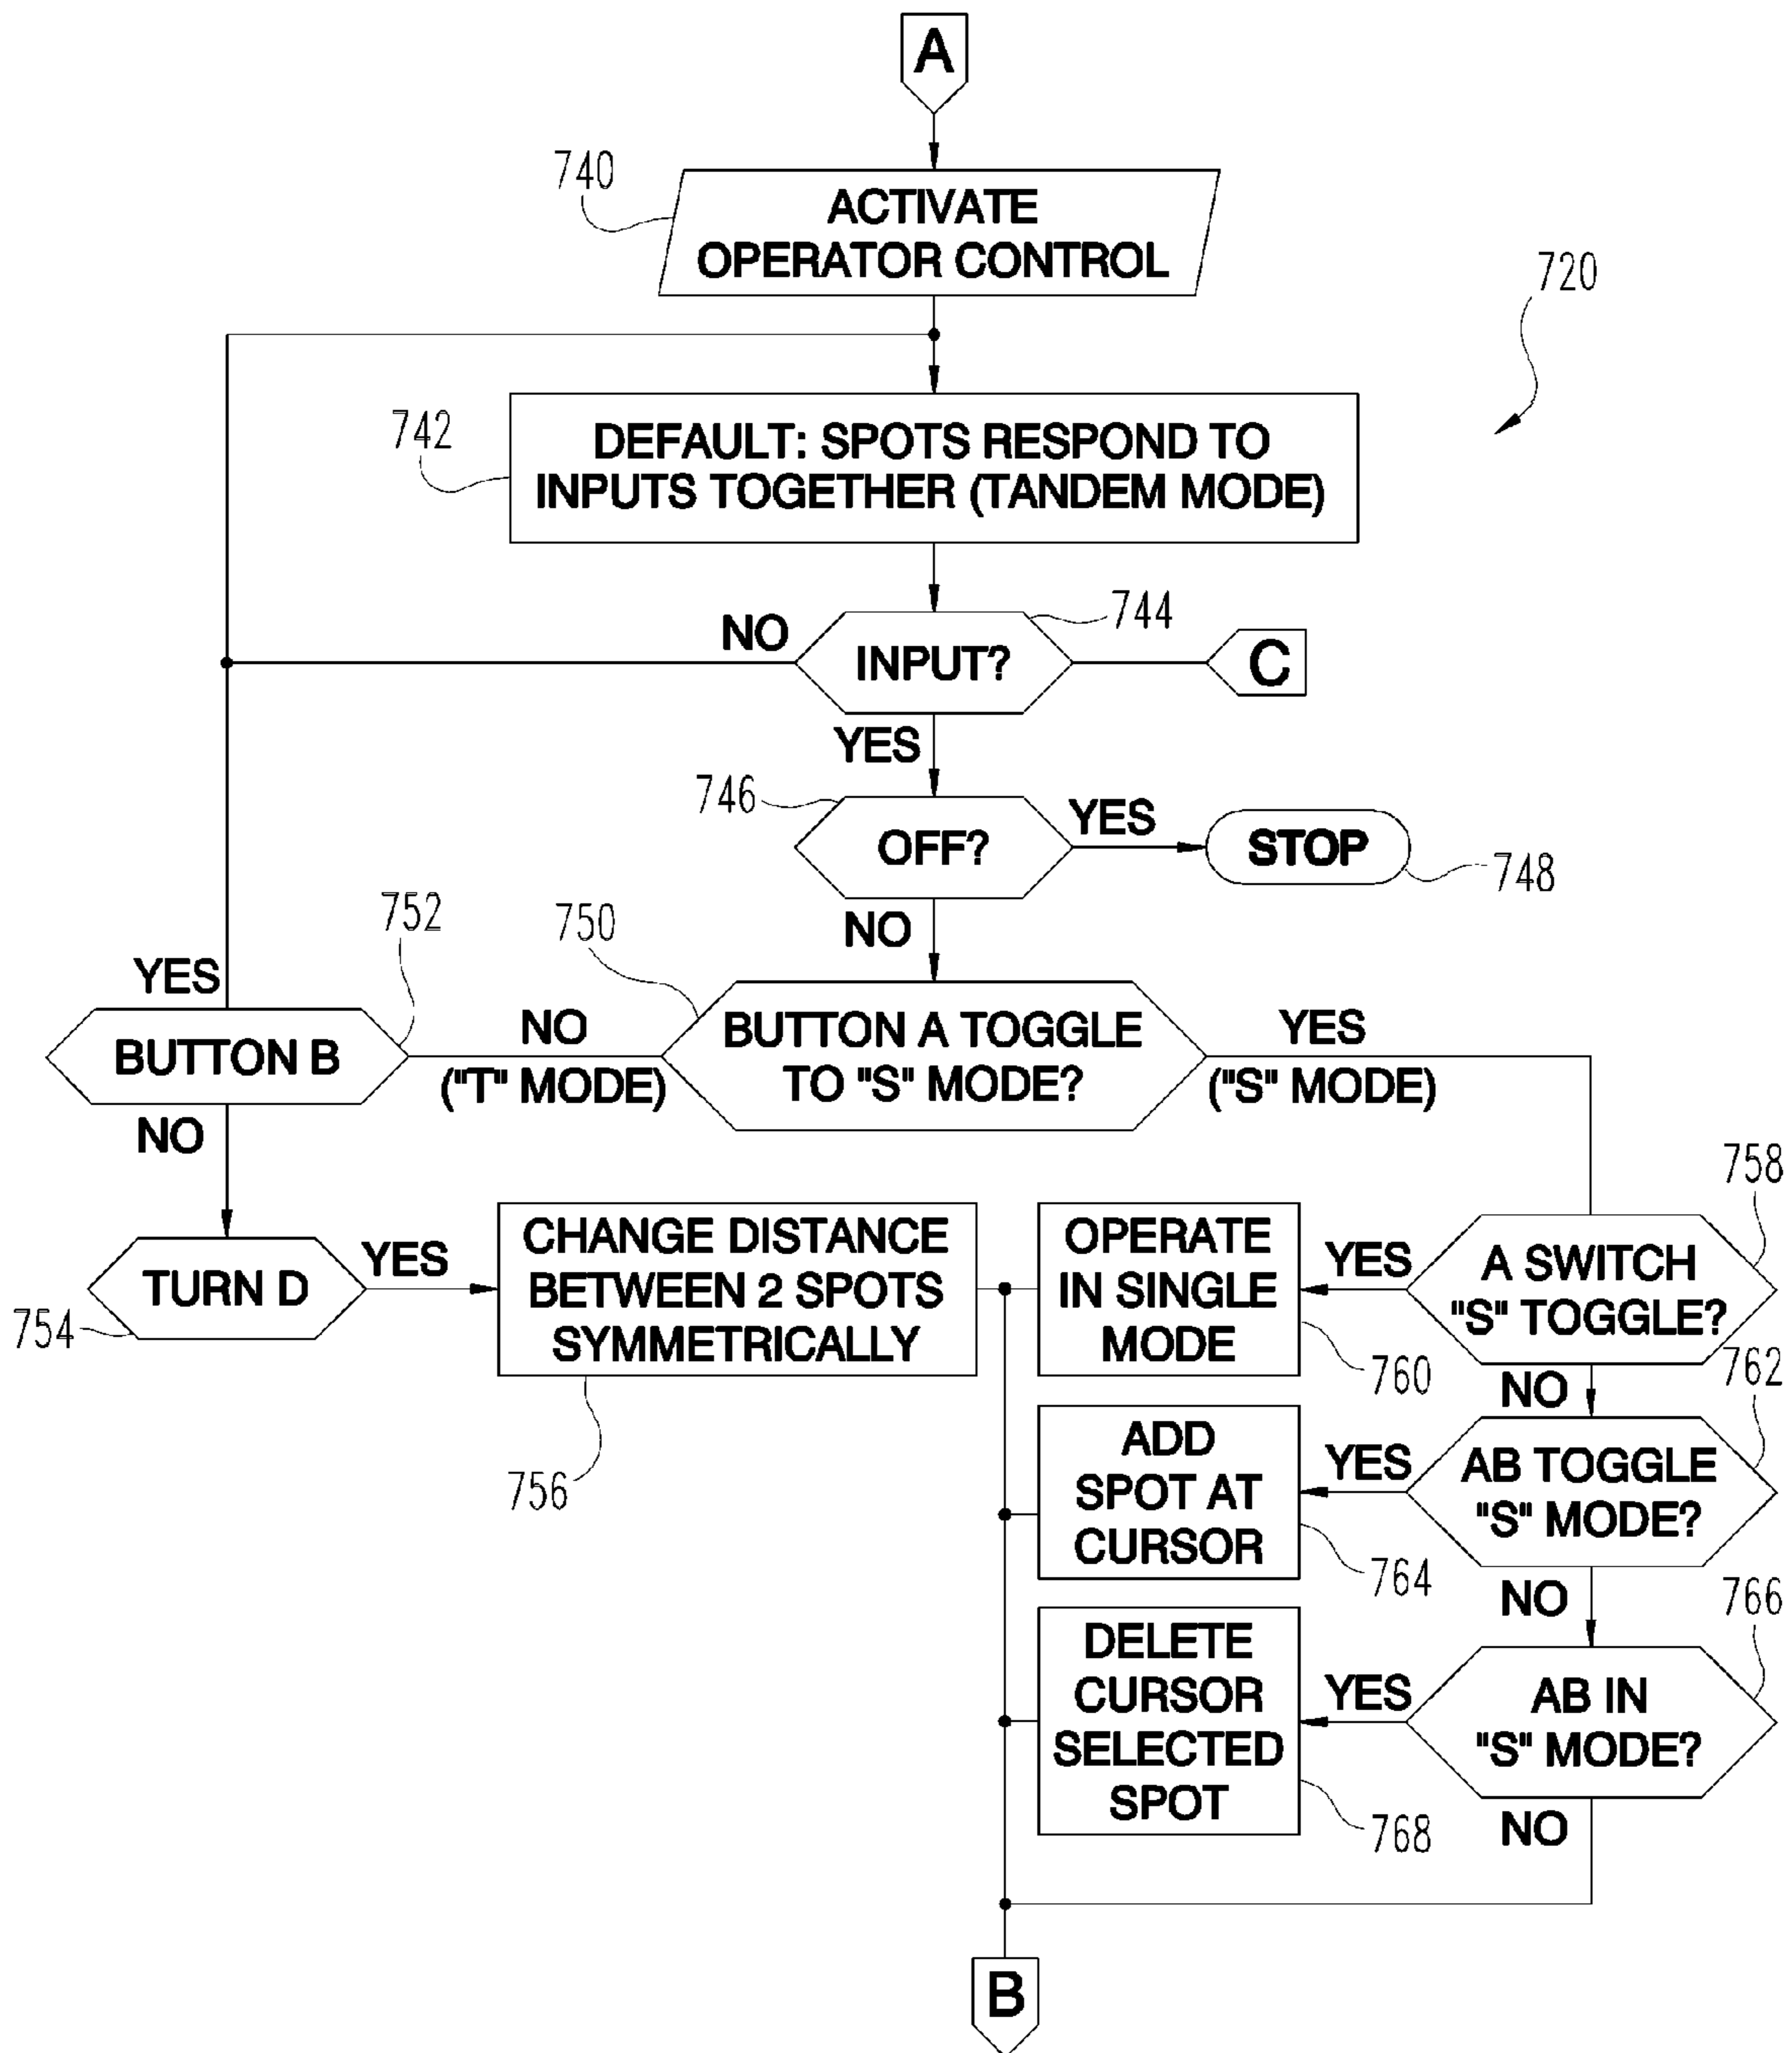 A
740
ACTIVATE
OPERATOR CONTROL
720
742
DEFAULT: SPOTS RESPOND TO
INPUTS TOGETHER (TANDEM MODE)
744
NO
INPUT?
C
YES
746
OFF?
YES
STOP
748
NO
752
750
YES
BUTTON B
NO
("T" MODE)
BUTTON A TOGGLE
TO "S" MODE?
YES
("S" MODE)
NO
758
TURN D
754
YES
CHANGE DISTANCE
BETWEEN 2 SPOTS
SYMMETRICALLY
756
OPERATE
IN SINGLE
MODE
760
YES
A SWITCH
"S" TOGGLE?
NO
762
ADD
SPOT AT
CURSOR
764
YES
AB TOGGLE
"S" MODE?
NO
766
DELETE
CURSOR
SELECTED
SPOT
768
YES
AB IN
"S" MODE?
NO
B